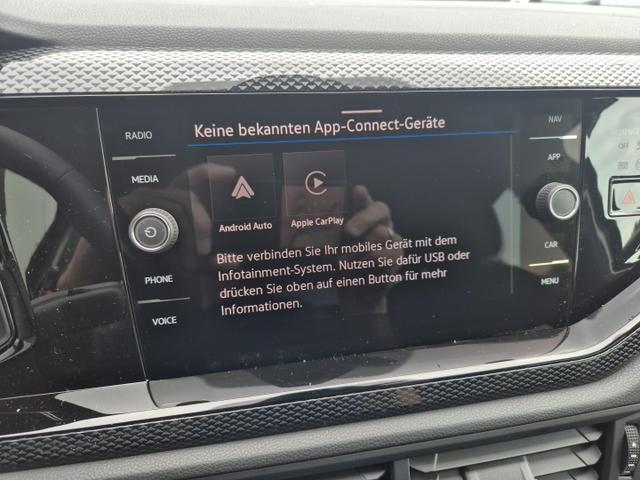 RADIO
MEDIA
PHONE
VOICE
Keine bekannten App-Connect-Geräte
Android Auto
Apple CarPlay
Bitte verbinden Sie Ihr mobiles Gerät mit dem
Infotainment-System. Nutzen Sie dafür USB oder
drücken Sie oben auf einen Button für mehr
Informationen.
NAV
APP
CAR
MENU
OFF